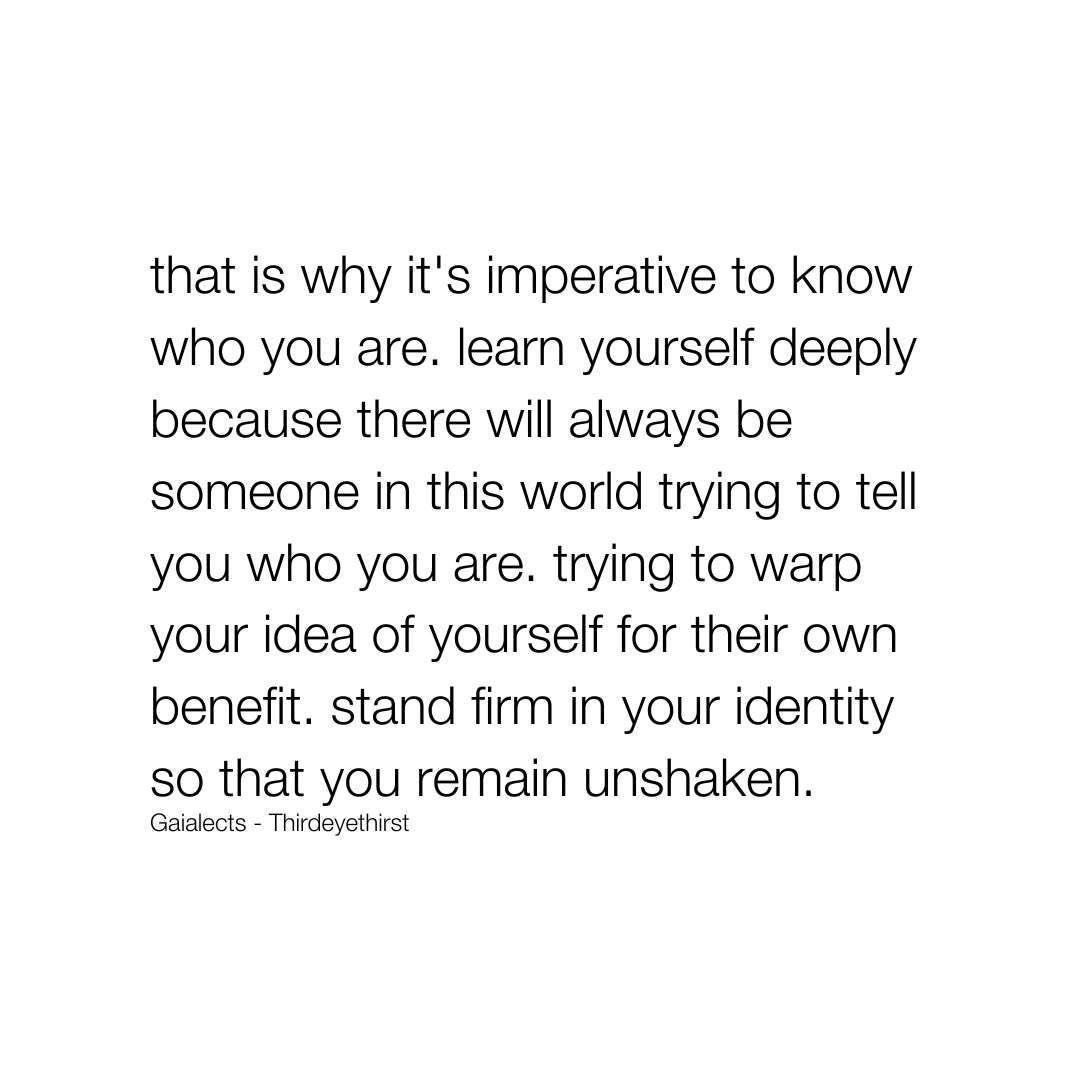 that is why it's imperative to know
who you are. learn yourself deeply
because there will always be
someone in this world trying to tell
you who you are. trying to warp
your idea of yourself for their own
benefit. stand firm in your identity
so that you remain unshaken.
Gaialects - Thirdeyethirst